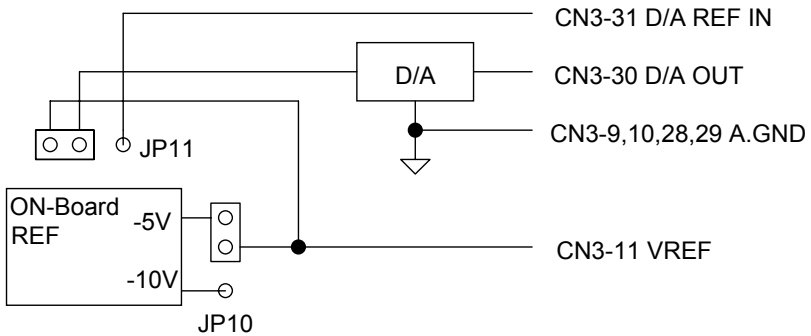 CN3-31 D/A REF IN
D/A
CN3-30 D/A OUT
CN3-9,10,28,29 A.GND
JP11
ON-Board
REF
-5V
CN3-11 VREF
-10V
JP10